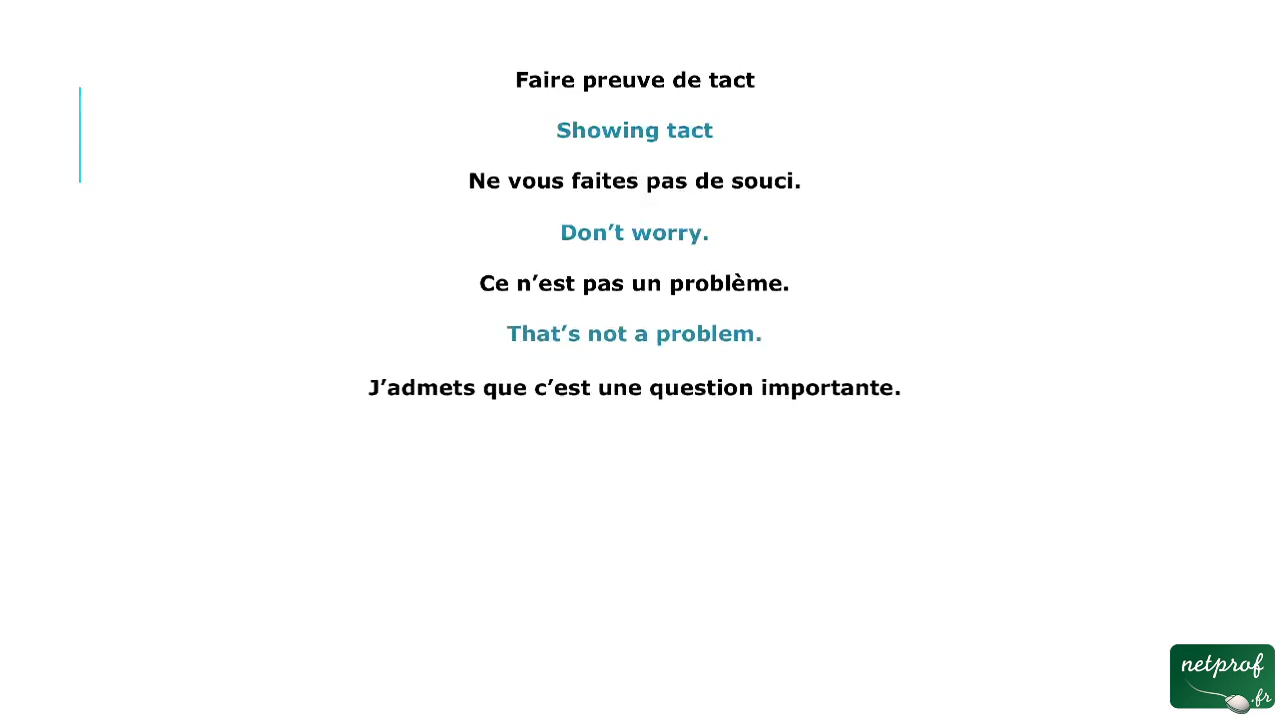 Faire preuve de tact
Showing tact
Ne vous faites pas de souci.
Don’t worry.
Ce n’est pas un problème.
That’s not a problem.
J’admets que c’est une question importante.
netprof
.fr